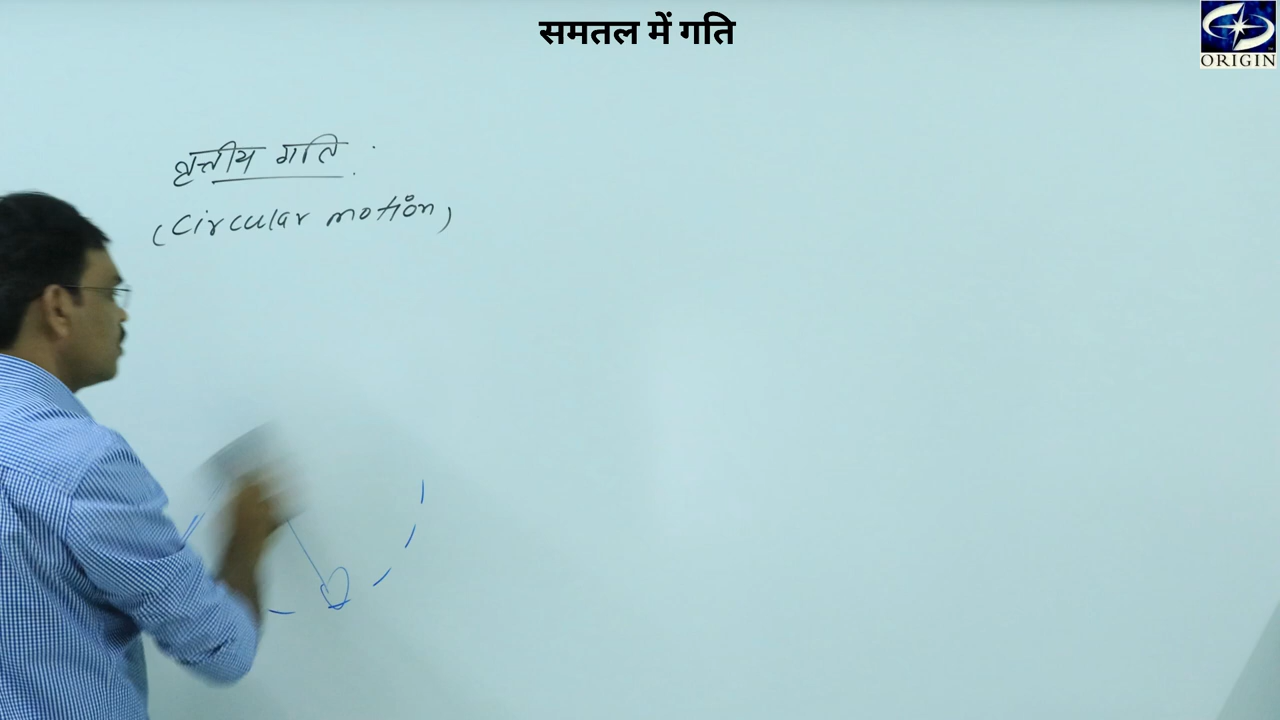 समतल में गति
ORIGIN
वृत्तीय गति
(Circular motion)